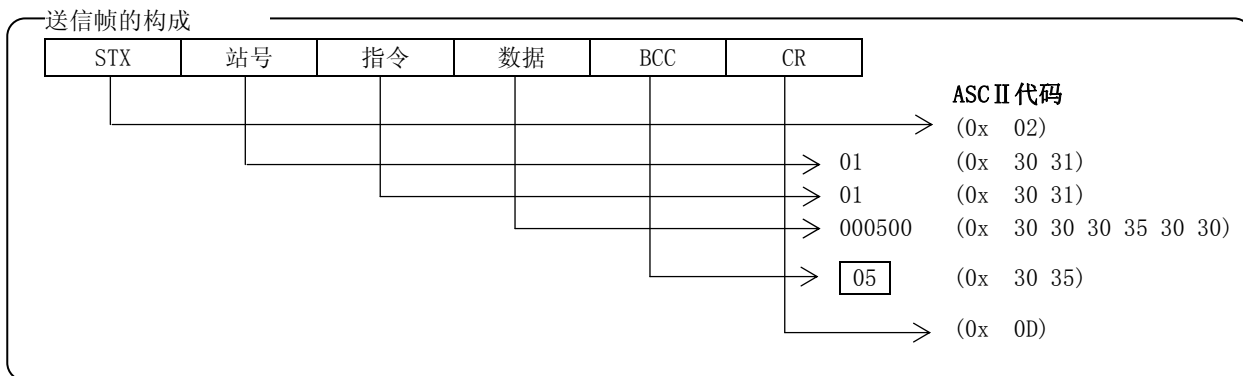 送信帧的构成
STX 站号 指令 数据 BCC CR
ASCⅡ代码
(0x 02)
01 (0x 30 31)
01 (0x 30 31)
000500 (0x 30 30 30 35 30 30)
05 (0x 30 35)
(0x 0D)